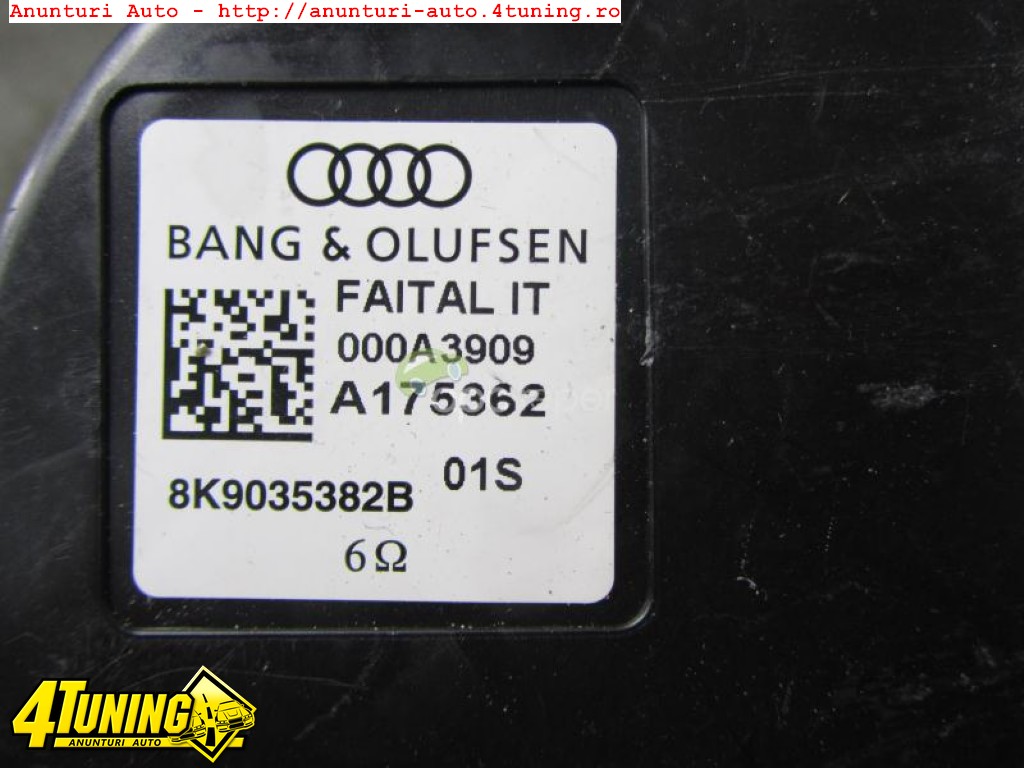 Anunturi Auto - http://anunturi-auto.4tuning.ro
BANG & OLUFSEN
FAITAL IT
000A3909
A175362
01S
8K9035382B
6Ω
4TUNING
ANUNTURI AUTO